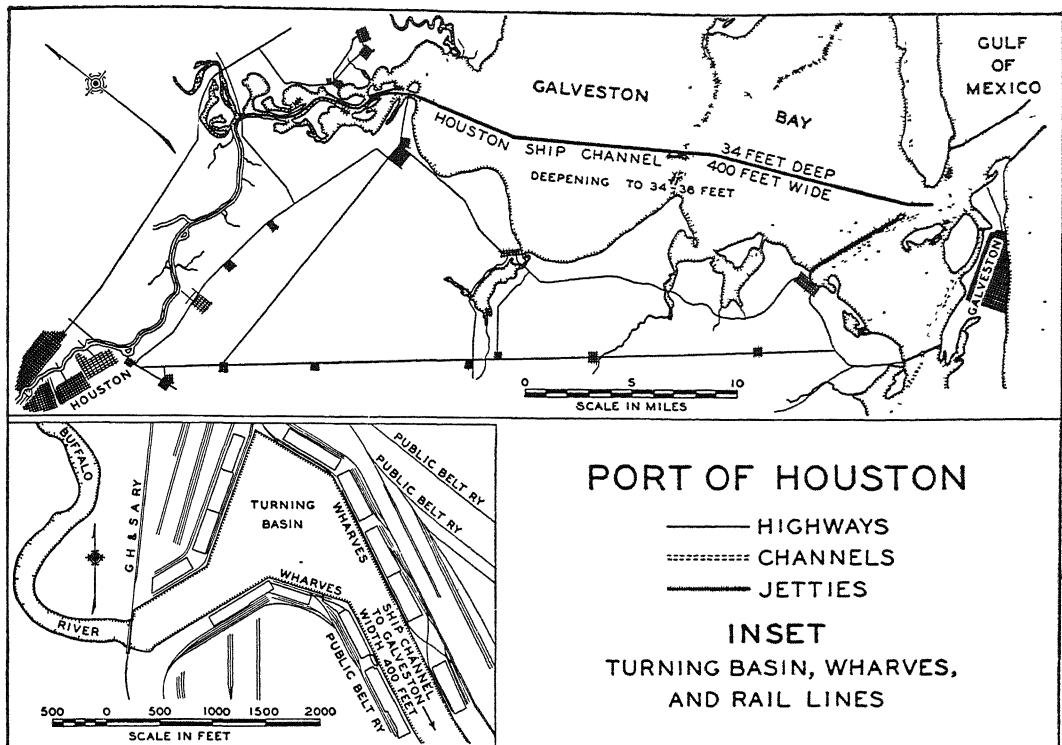 GULF
OF
MEXICO
GALVESTON
BAY
HOUSTON SHIP CHANNEL
34 FEET DEEP
400 FEET WIDE
DEEPENING TO 34-36 FEET
GALVESTON
HOUSTON
0 5 10
SCALE IN MILES
BUFFALO
RIVER
G H & S A RY
TURNING
BASIN
WHARVES
WHARVES
PUBLIC BELT RY
PUBLIC BELT RY
PUBLIC BELT RY
SHIP CHANNEL
TO GALVESTON
WIDTH 400 FEET
500 0 500 1000 1500 2000
SCALE IN FEET
PORT OF HOUSTON
HIGHWAYS
CHANNELS
JETTIES
INSET
TURNING BASIN, WHARVES,
AND RAIL LINES